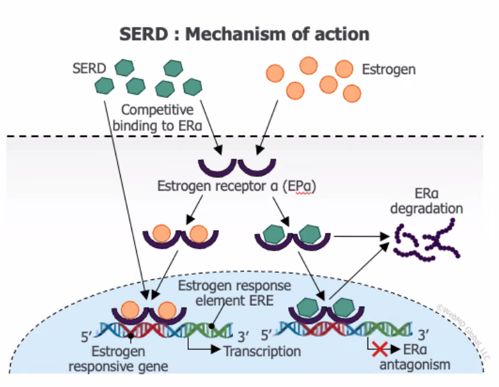 SERD : Mechanism of action
SERD
Estrogen
Competitive
binding to ERα
Estrogen receptor α (EPα)
ERα
degradation
Estrogen response
element ERE
5’
3’
5’
3’
Estrogen
responsive gene
Transcription
ERα
antagonism